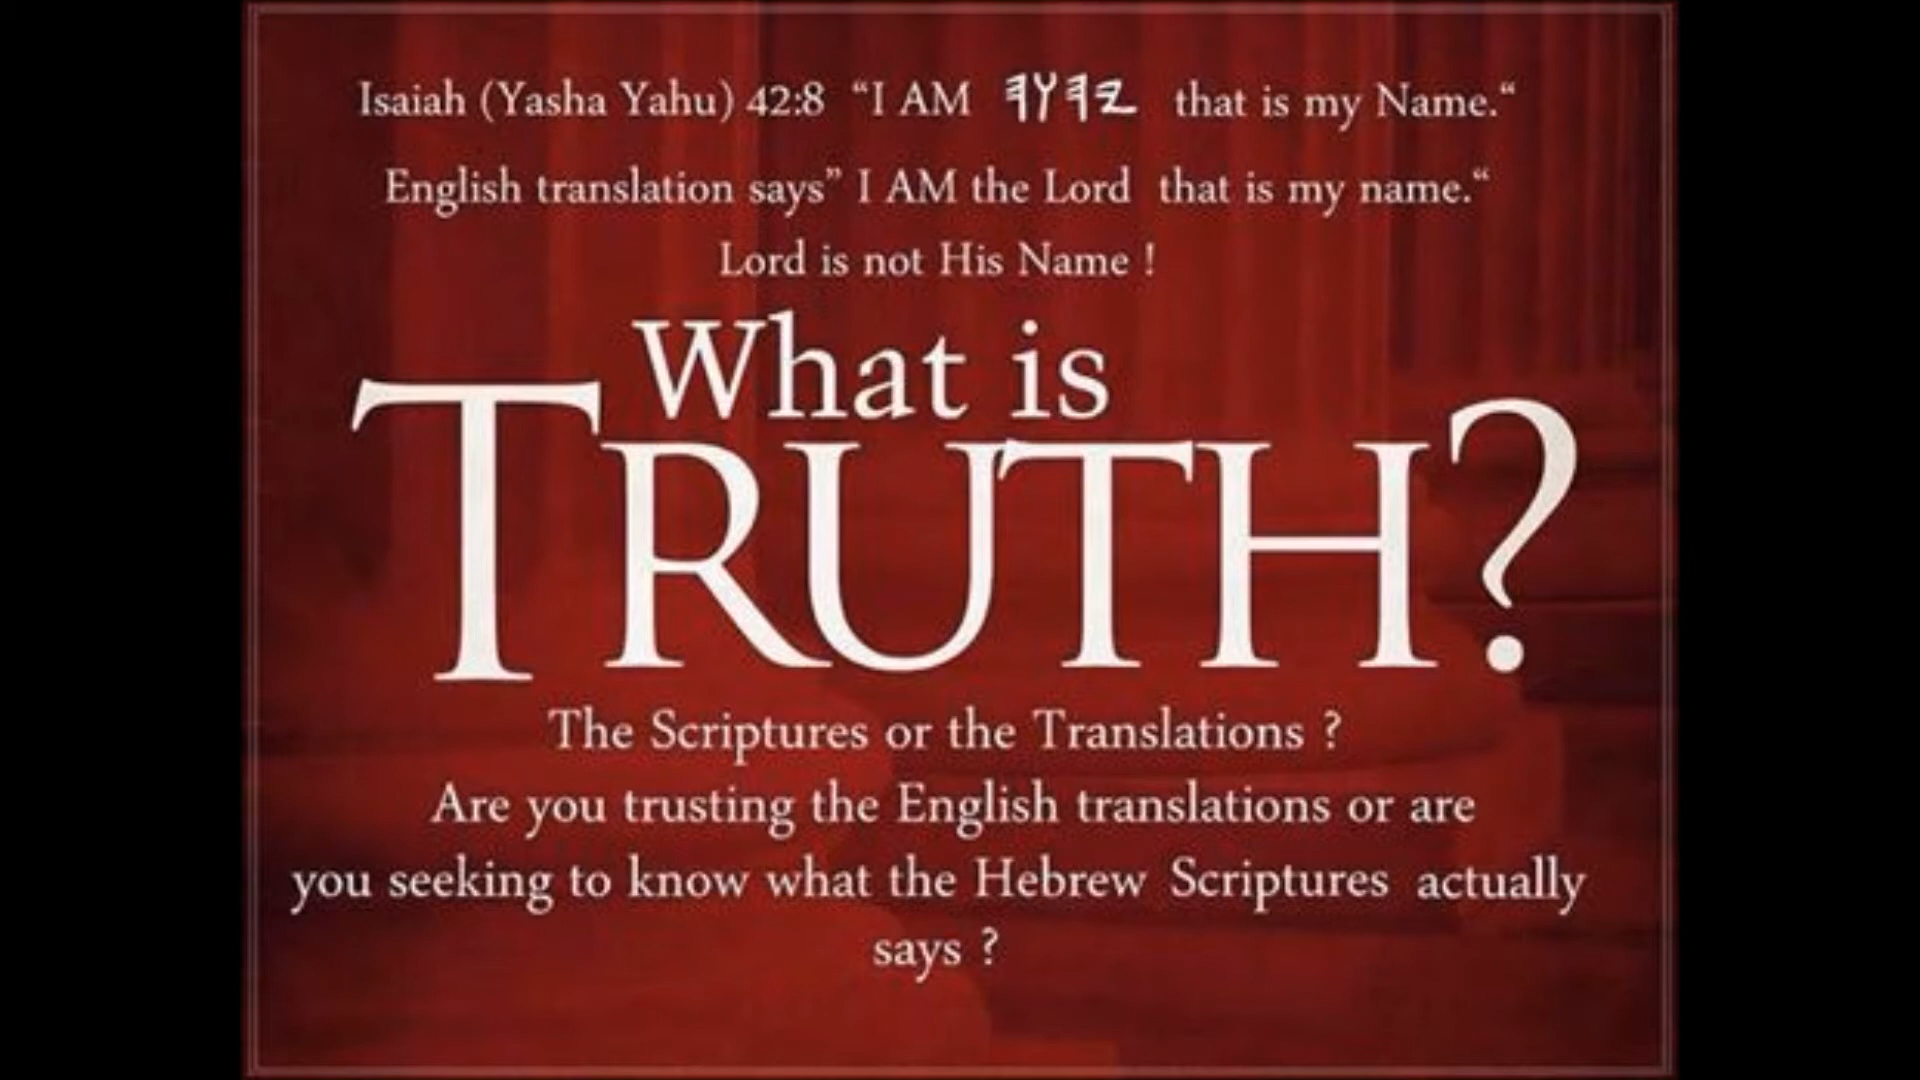 Isaiah (Yasha Yahu) 42:8 “I AM 𐤉𐤄𐤅𐤄 that is my Name.“
English translation says” I AM the Lord that is my name.“
Lord is not His Name !
What is
TRUTH?
The Scriptures or the Translations ?
Are you trusting the English translations or are
you seeking to know what the Hebrew Scriptures actually
says ?